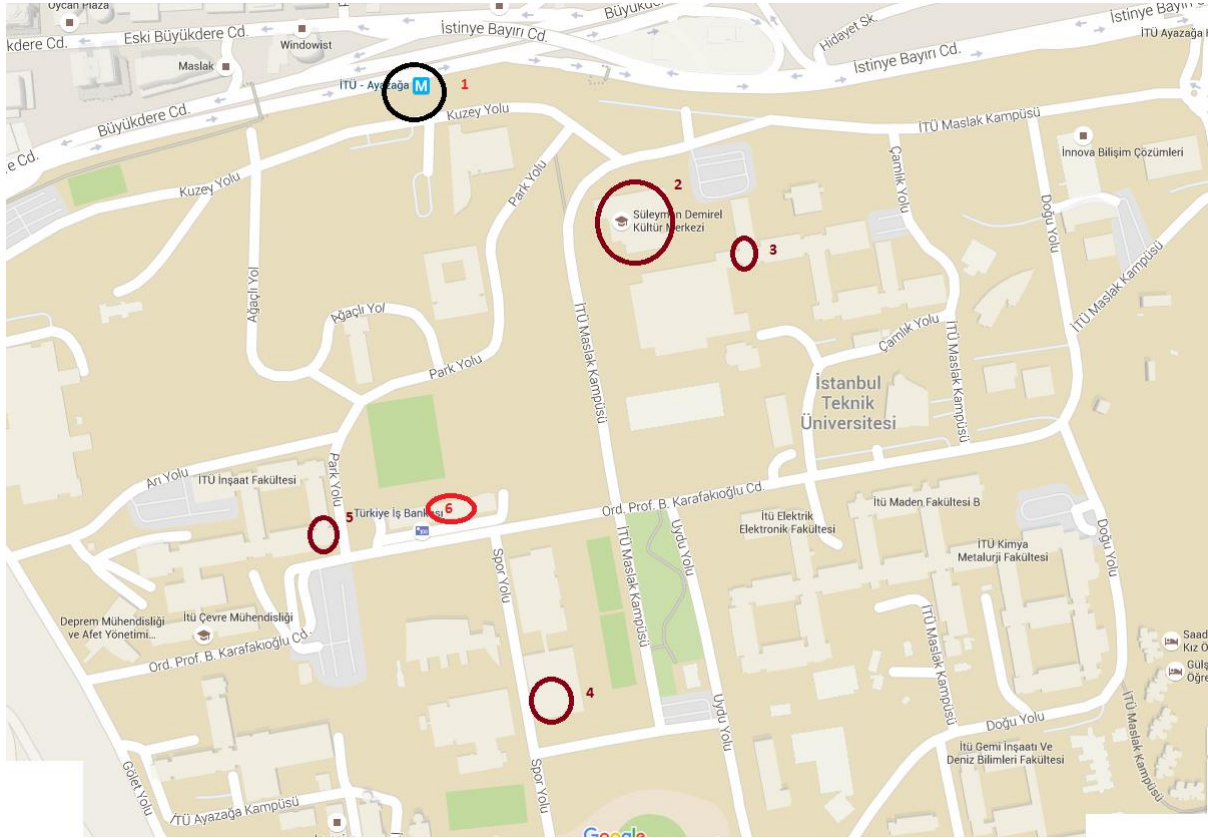 Oycan Plaza
Büyükdere
İstinye Bayırı Cd.
Hidayet Sk.
İTÜ Ayazağa
kdere Cd.
Eski Büyükdere Cd.
İstinye Bayırı Cd.
Windowist
Maslak
İstinye Bayırı Cd.
İTÜ - Ayazağa M
1
Büyükdere Cd.
Kuzey Yolu
İTÜ Maslak Kampüsü
e Cd.
İnnova Bilişim Çözümleri
Kuzey Yolu
Park Yolu
2
Çamlık Yolu
Doğu Yolu
Süleyman Demirel
Kültür Merkezi
3
İTÜ Maslak Kampüsü
Ağaçlı Yol
Ağaçlı Yol
İTÜ Maslak Kampüsü
Çamlık Yolu
İTÜ Maslak Kampüsü
Park Yolu
İstanbul
Teknik
Üniversitesi
Arı Yolu
İTÜ İnşaat Fakültesi
Park Yolu
Ord. Prof. B. Karafakıoğlu Cd.
5
Türkiye İş Bankası
6
İtü Elektrik
Elektronik Fakültesi
İtü Maden Fakültesi B
İTÜ Kimya
Metalurji Fakültesi
Doğu Yolu
Spor Yolu
İTÜ Maslak Kampüsü
Uydu Yolu
Deprem Mühendisliği
ve Afet Yönetimi...
İtü Çevre Mühendisliği
Ord. Prof. B. Karafakıoğlu Cd.
İTÜ Maslak Kampüsü
Saad
Kız Ö
Gülş
Öğre
4
Uydu Yolu
Doğu Yolu
İTÜ Maslak Kampüsü
İtü Gemi İnşaatı Ve
Deniz Bilimleri Fakültesi
Gölet Yolu
Spor Yolu
İTÜ Ayazağa Kampüsü
Google